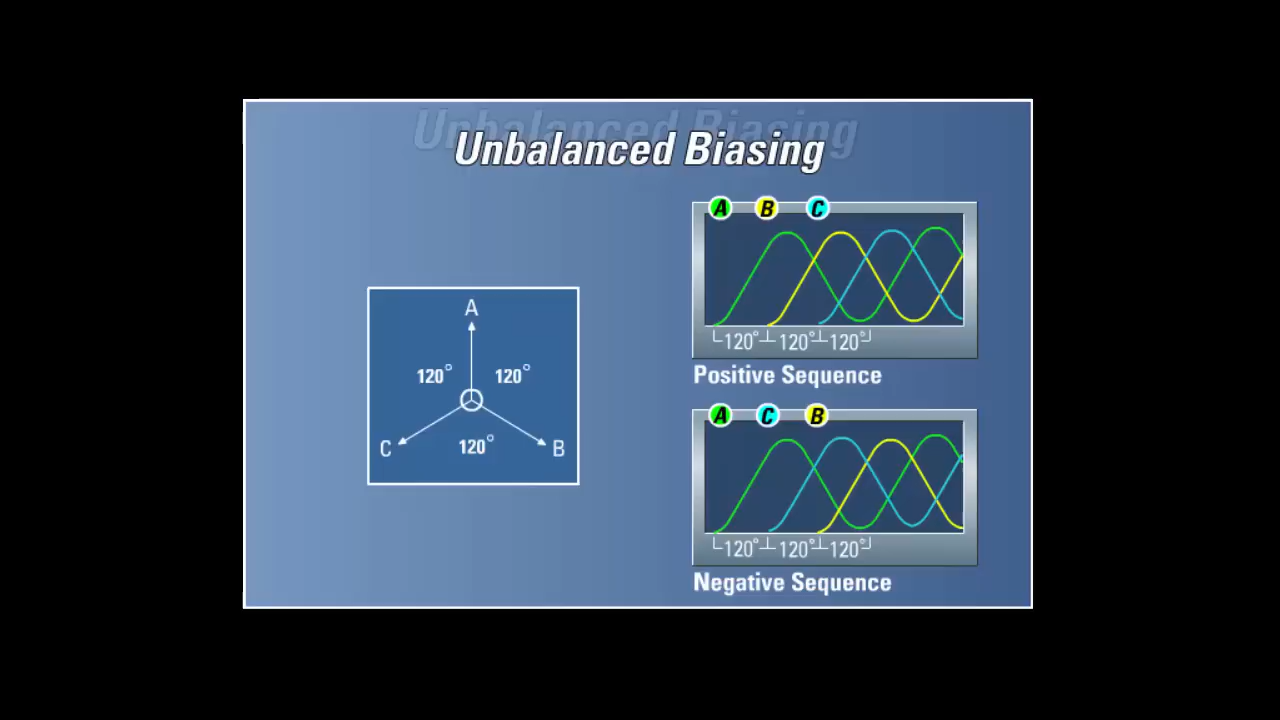 Unbalanced Biasing
A
120° 120°
C 120° B
A B C
120° 120° 120°
Positive Sequence
A C B
120° 120° 120°
Negative Sequence